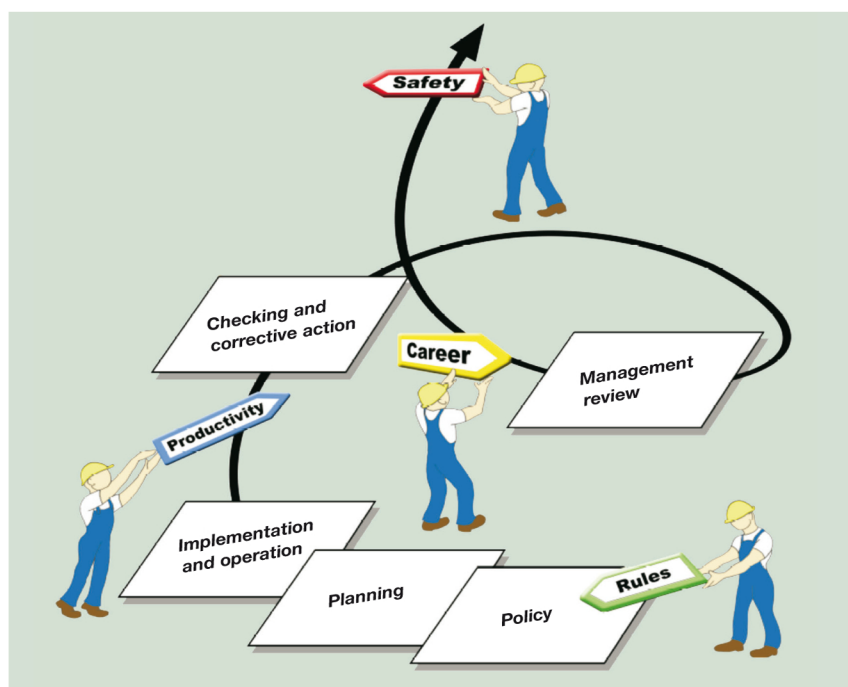 Safety
Checking and
corrective action
Career
Management
review
Productivity
Implementation
and operation
Planning
Policy
Rules